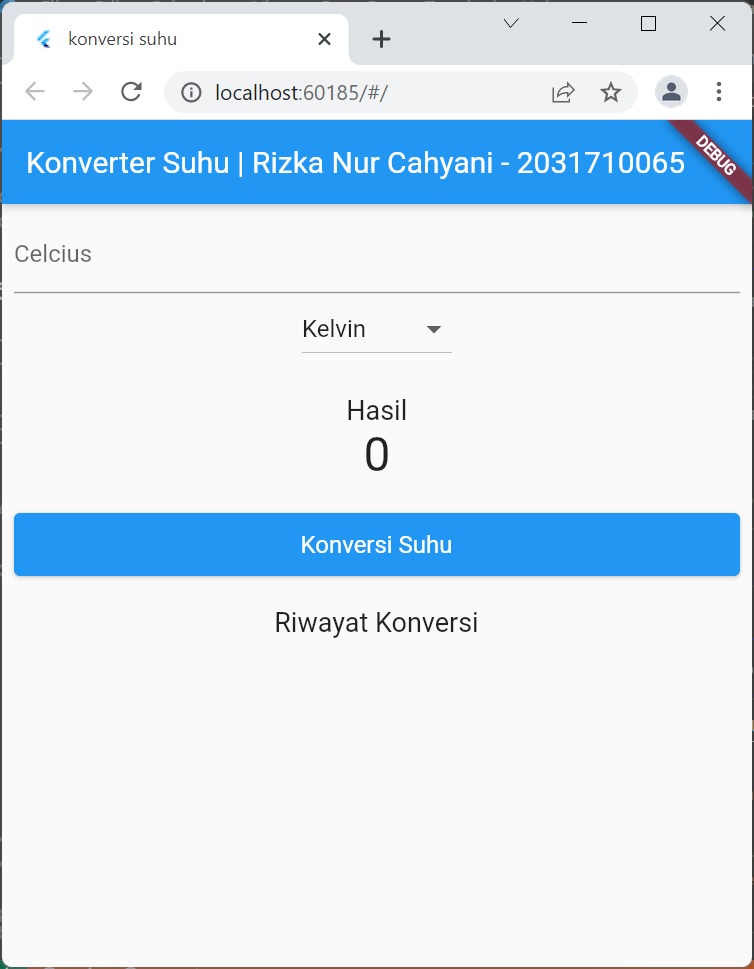 konversi suhu
localhost:60185/#/
Konverter Suhu | Rizka Nur Cahyani - 2031710065
DEBUG
Celcius
Kelvin
Hasil
0
Konversi Suhu
Riwayat Konversi